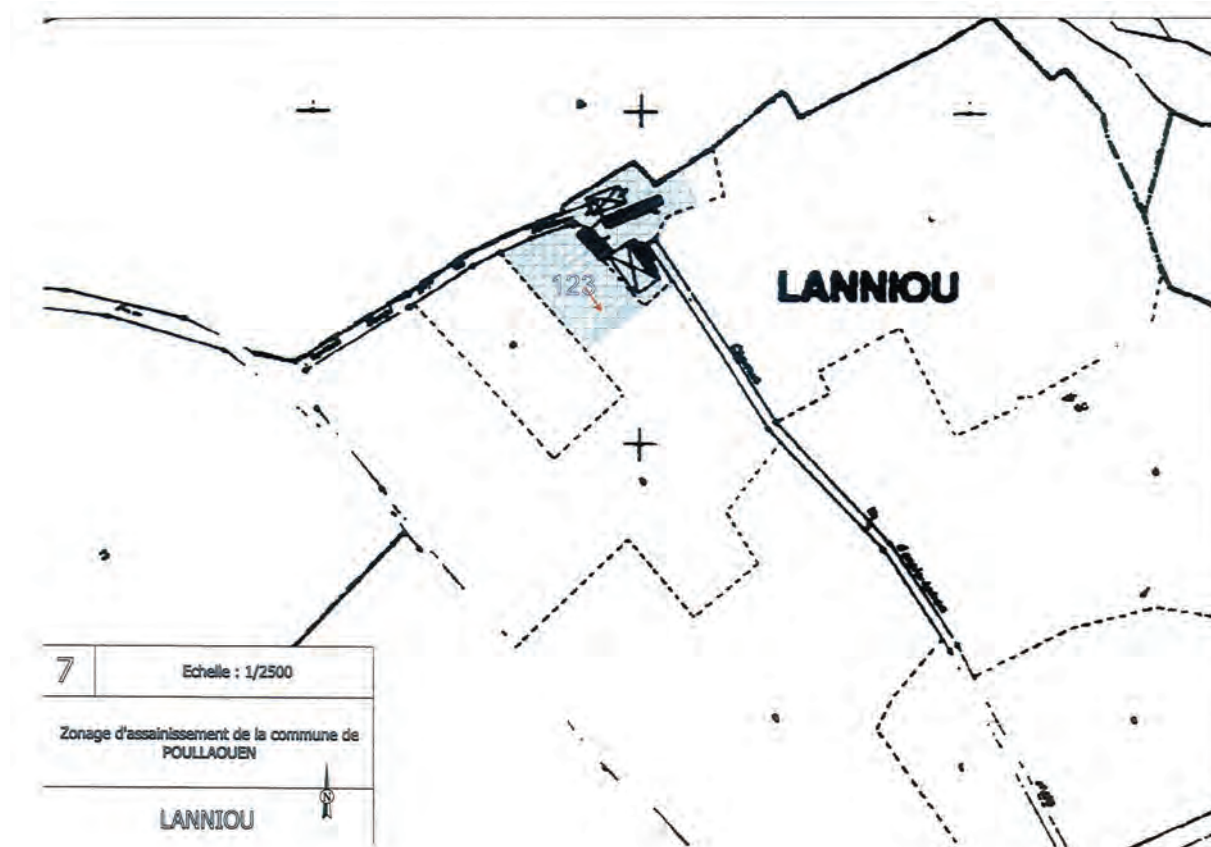 123
LANNIOU
7
Echelle : 1/2500
Zonage d'assainissement de la commune de
POULLAOUEN
N
LANNIOU